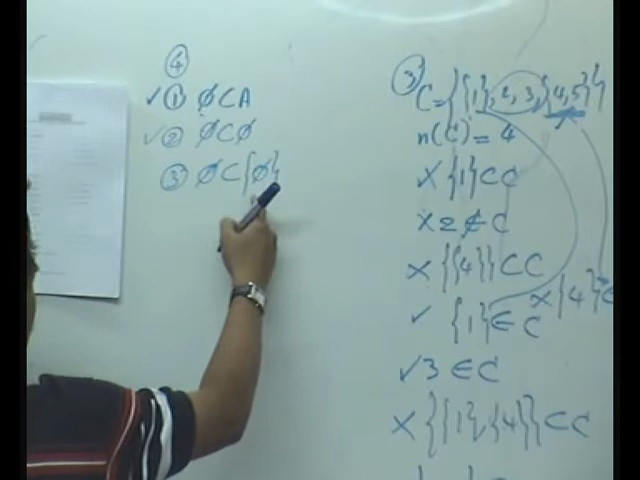 ④
✓ ① ∅⊂A
✓ ② ∅⊂∅
③ ∅⊂{∅}
③ C={{1},2,3,{4,5}}
n(C)=4
✗ {1}⊂C
✗ 2∉C
✗ {{4}}⊂C
✗ {4}
✓ {1}∈C
✓ 3∈C
✗ {{1},{4}}⊂C